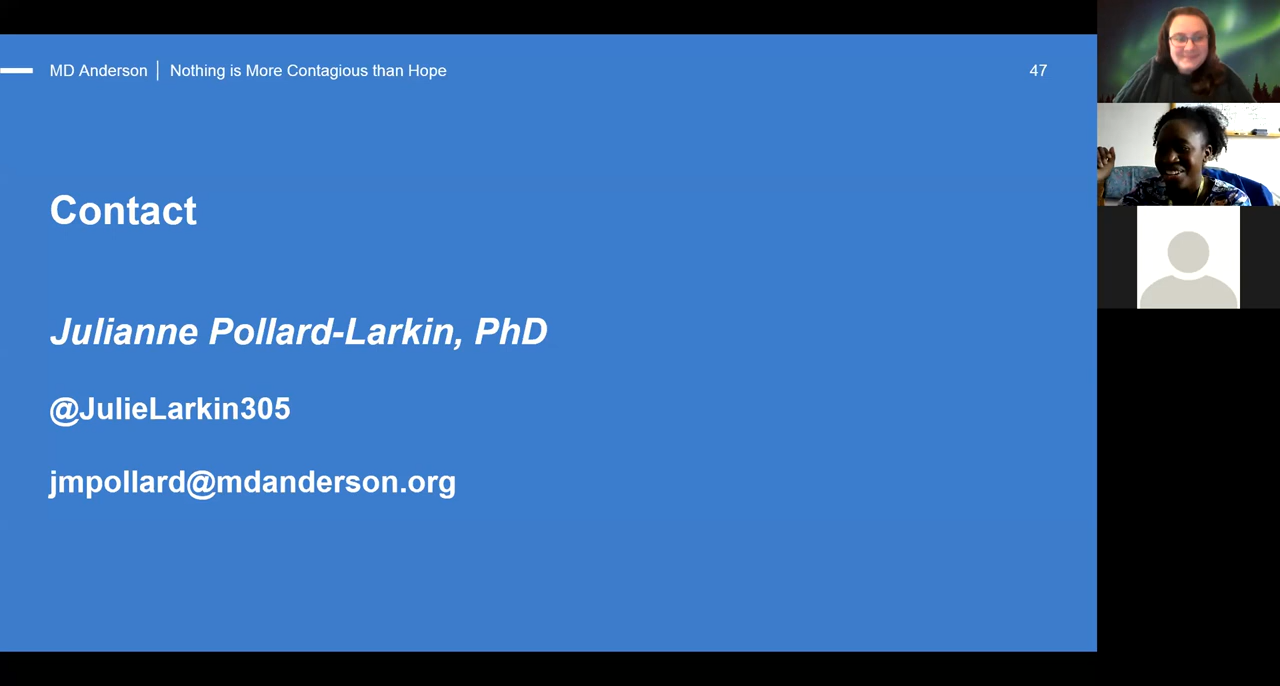 MD Anderson | Nothing is More Contagious than Hope
47
Contact
Julianne Pollard-Larkin, PhD
@JulieLarkin305
jmpollard@mdanderson.org